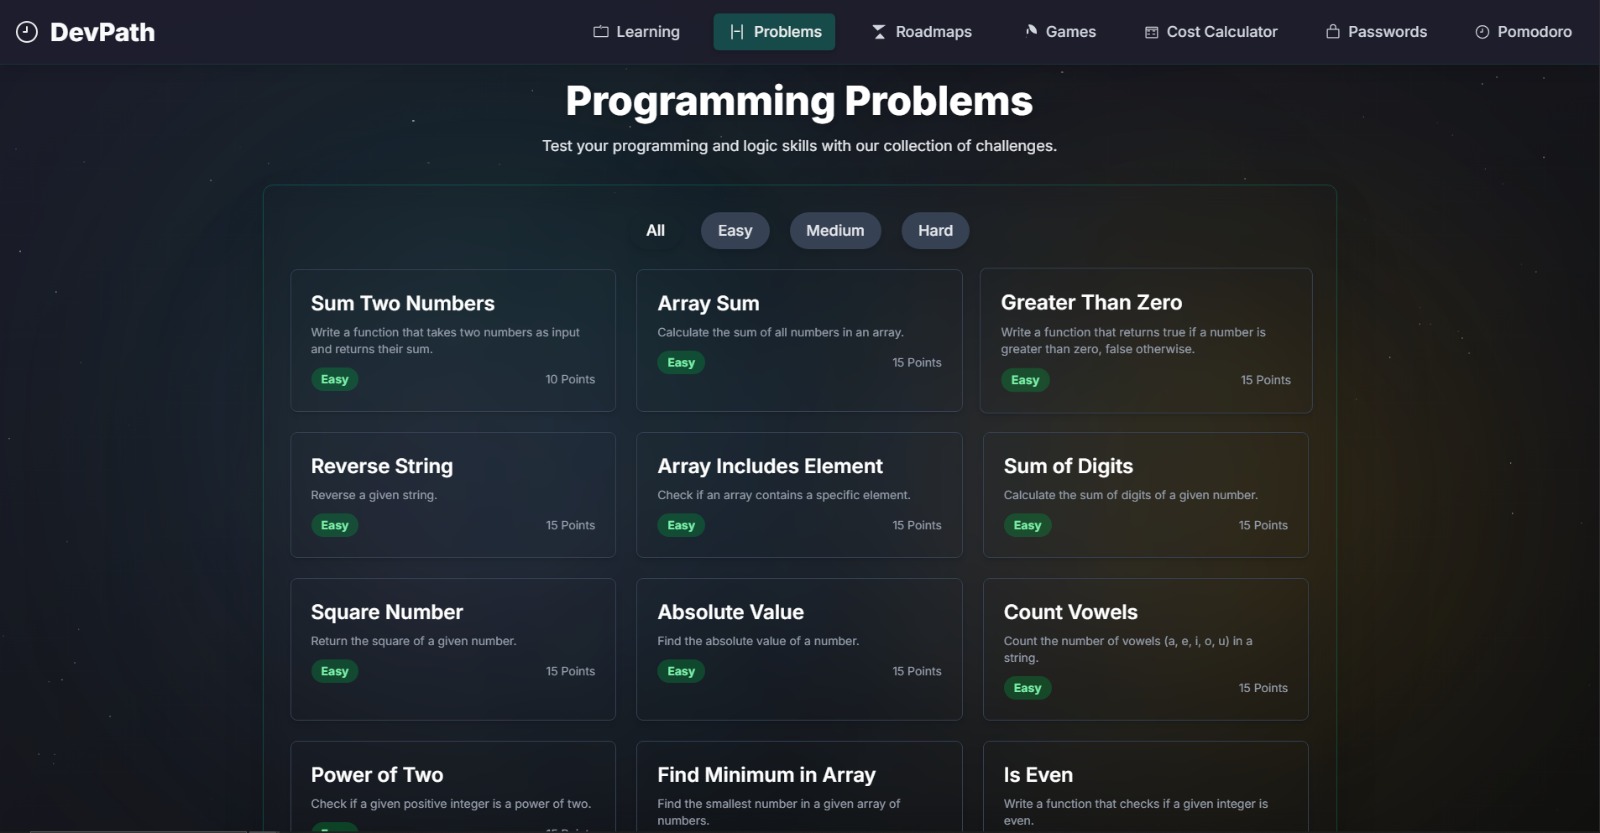 DevPath
Learning
Problems
Roadmaps
Games
Cost Calculator
Passwords
Pomodoro
Programming Problems
Test your programming and logic skills with our collection of challenges.
All
Easy
Medium
Hard
Sum Two Numbers
Write a function that takes two numbers as input
and returns their sum.
Easy
10 Points
Array Sum
Calculate the sum of all numbers in an array.
Easy
15 Points
Greater Than Zero
Write a function that returns true if a number is
greater than zero, false otherwise.
Easy
15 Points
Reverse String
Reverse a given string.
Easy
15 Points
Array Includes Element
Check if an array contains a specific element.
Easy
15 Points
Sum of Digits
Calculate the sum of digits of a given number.
Easy
15 Points
Square Number
Return the square of a given number.
Easy
15 Points
Absolute Value
Find the absolute value of a number.
Easy
15 Points
Count Vowels
Count the number of vowels (a, e, i, o, u) in a
string.
Easy
15 Points
Power of Two
Check if a given positive integer is a power of two.
Find Minimum in Array
Find the smallest number in a given array of
numbers.
Is Even
Write a function that checks if a given integer is
even.